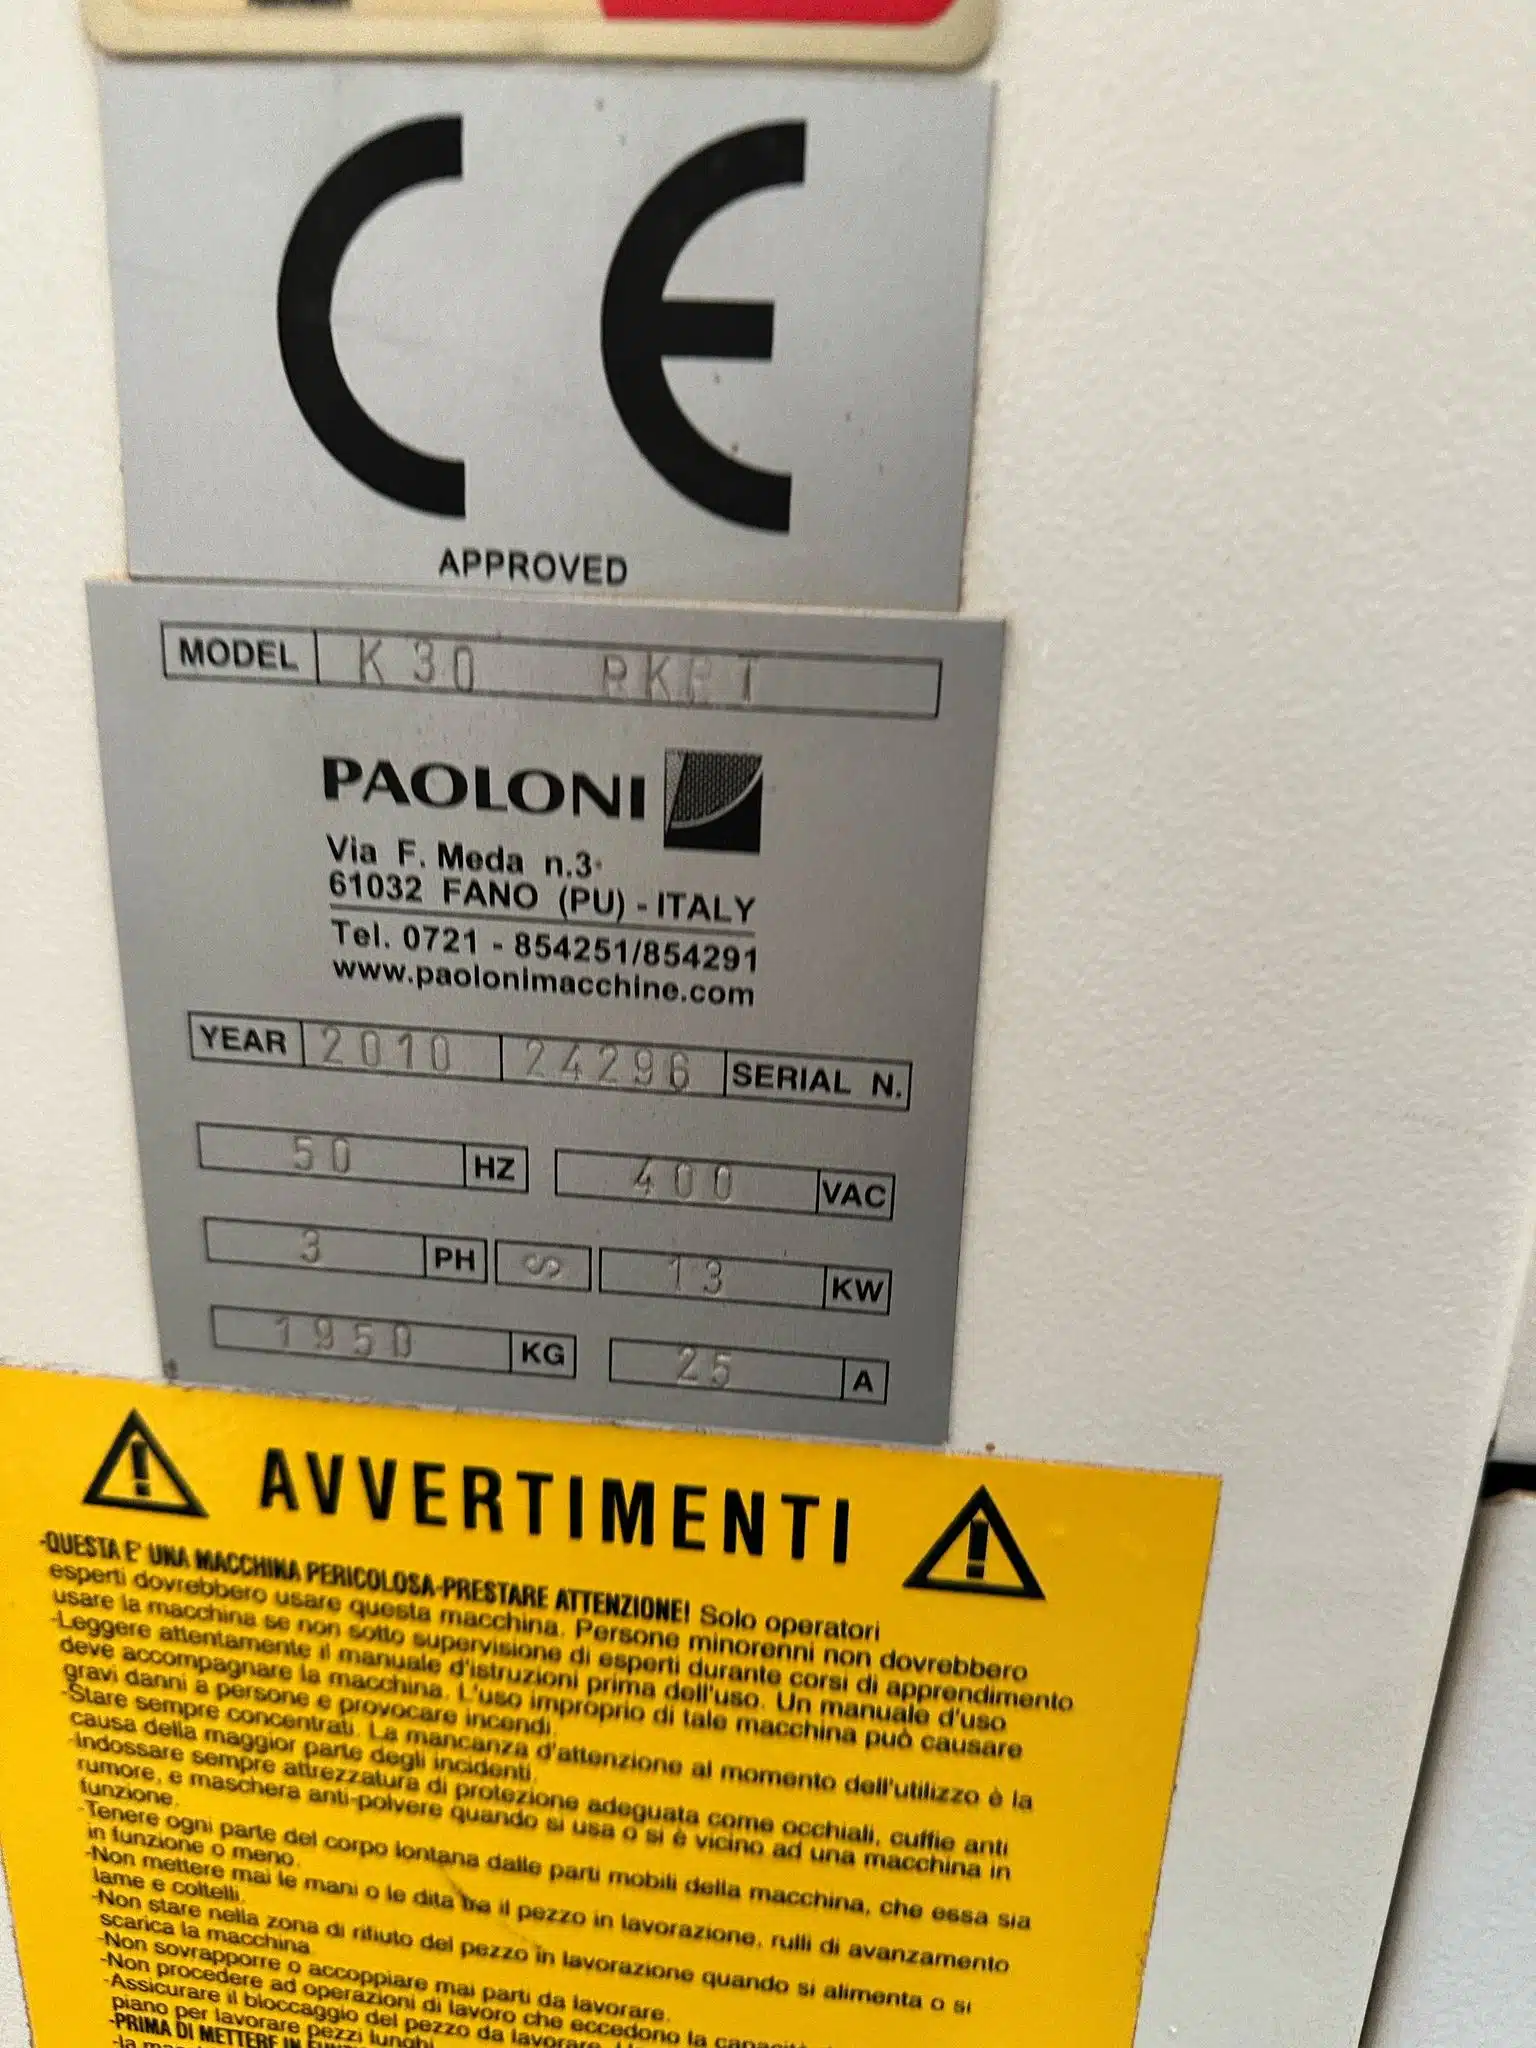 CE
APPROVED
MODEL K30
PAOLONI
Via F. Meda n.3
61032 FANO (PU) - ITALY
Tel. 0721 - 854251/854291
www.paolonimacchine.com
YEAR 2010 24296 SERIAL N.
50 HZ 400 VAC
3 PH S 13 KW
1950 KG 25 A
AVVERTIMENTI
-QUESTA E' UNA MACCHINA PERICOLOSA-PRESTARE ATTENZIONE! Solo operatori
esperti dovrebbero usare questa macchina. Persone minorenni non dovrebbero
usare la macchina se non sotto supervisione di esperti durante corsi di apprendimento
-Leggere attentamente il manuale d'istruzioni prima dell'uso. Un manuale d'uso
deve accompagnare la macchina. L'uso improprio di tale macchina può causare
gravi danni a persone e provocare incendi.
-Stare sempre concentrati. La mancanza d'attenzione al momento dell'utilizzo è la
causa della maggior parte degli incidenti.
-Indossare sempre attrezzatura di protezione adeguata come occhiali, cuffie anti
rumore, e maschera anti-polvere quando si usa o si è vicino ad una macchina in
funzione.
-Tenere ogni parte del corpo lontana dalle parti mobili della macchina, che essa sia
in funzione o meno.
-Non mettere mai le mani o le dita tra il pezzo in lavorazione, rulli di avanzamento
lame e coltelli.
-Non stare nella zona di rifiuto del pezzo in lavorazione quando si alimenta o si
scarica la macchina
-Non sovrapporre o accoppiare mai parti da lavorare.
-Non procedere ad operazioni di lavoro che eccedono la
-Assicurare il bloccaggio del pezzo da lavorare.
piano per lavorare pezzi lunghi
-PRIMA DI METTERE IN
-la